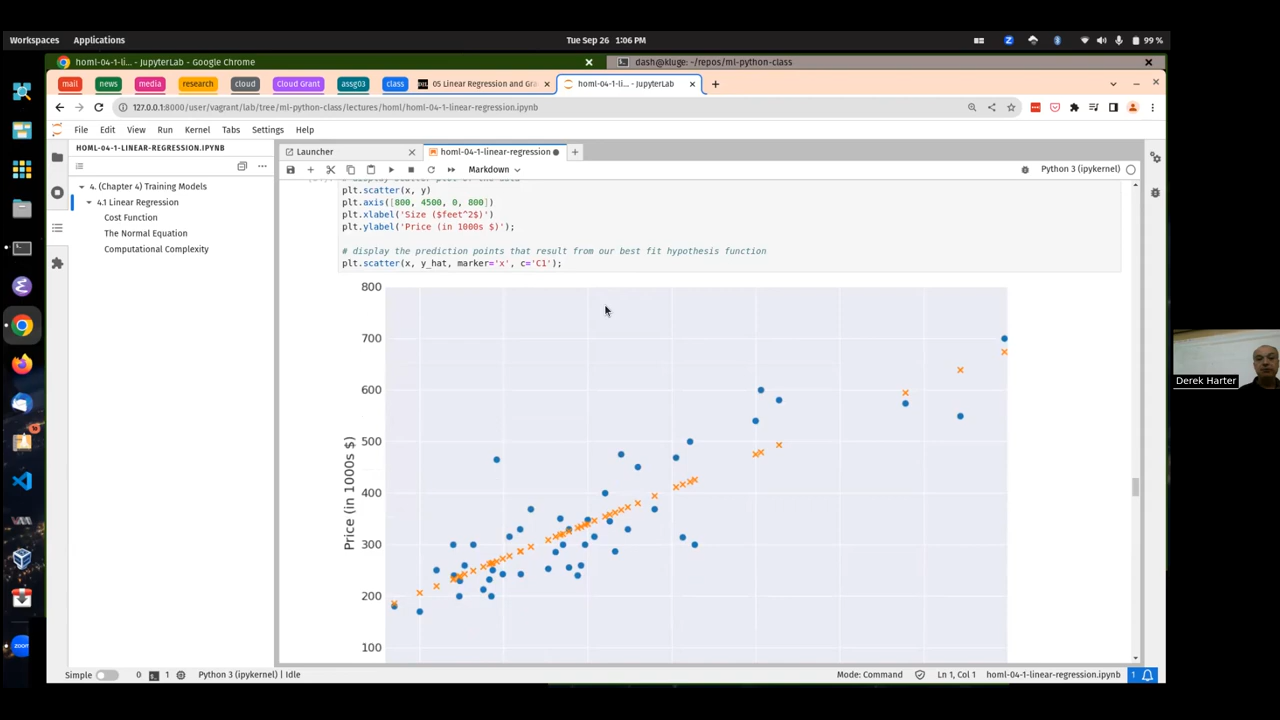 Workspaces Applications Tue Sep 26 1:06 PM 99 %
homl-04-1-li... - JupyterLab - Google Chrome dash@kluge: ~/repos/ml-python-class
mail news media research cloud Cloud Grant assg03 class 05 Linear Regression and Gra homl-04-1-li... - JupyterLab
127.0.0.1:8000/user/vagrant/lab/tree/ml-python-class/lectures/homl/homl-04-1-linear-regression.ipynb
File Edit View Run Kernel Tabs Settings Help
HOML-04-1-LINEAR-REGRESSION.IPYNB
Launcher homl-04-1-linear-regression
Markdown Python 3 (ipykernel)
4. (Chapter 4) Training Models
4.1 Linear Regression
Cost Function
The Normal Equation
Computational Complexity
plt.scatter(x, y)
plt.axis([800, 4500, 0, 800])
plt.xlabel('Size ($feet^2$)')
plt.ylabel('Price (in 1000s $)');
# display the prediction points that result from our best fit hypothesis function
plt.scatter(x, y_hat, marker='x', c='C1');
800
700
600
500
400
300
200
100
Price (in 1000s $)
Derek Harter
16
zoom
Simple 0 1 Python 3 (ipykernel) | Idle Mode: Command Ln 1, Col 1 homl-04-1-linear-regression.ipynb 1